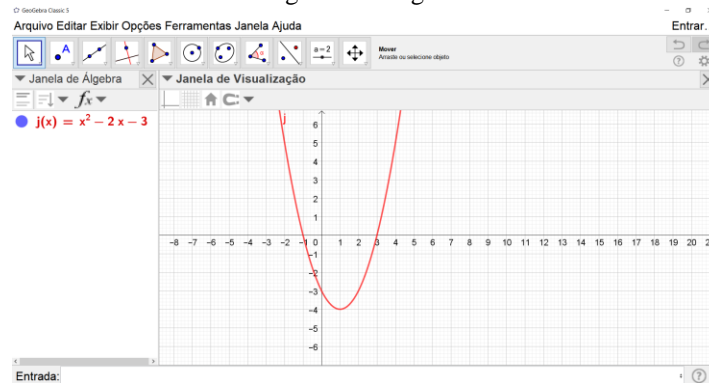 GeoGebra Classic 5
Arquivo Editar Exibir Opções Ferramentas Janela Ajuda
Entrar.
A
a=2
Mover
Arraste ou selecione objeto
Janela de Álgebra
Janela de Visualização
fx
j(x) = x² – 2 x – 3
j
6
5
4
3
2
1
-8 -7 -6 -5 -4 -3 -2 -1 0 1 2 3 4 5 6 7 8 9 10 11 12 13 14 15 16 17 18 19 20 2
-1
-2
-3
-4
-5
-6
Entrada: